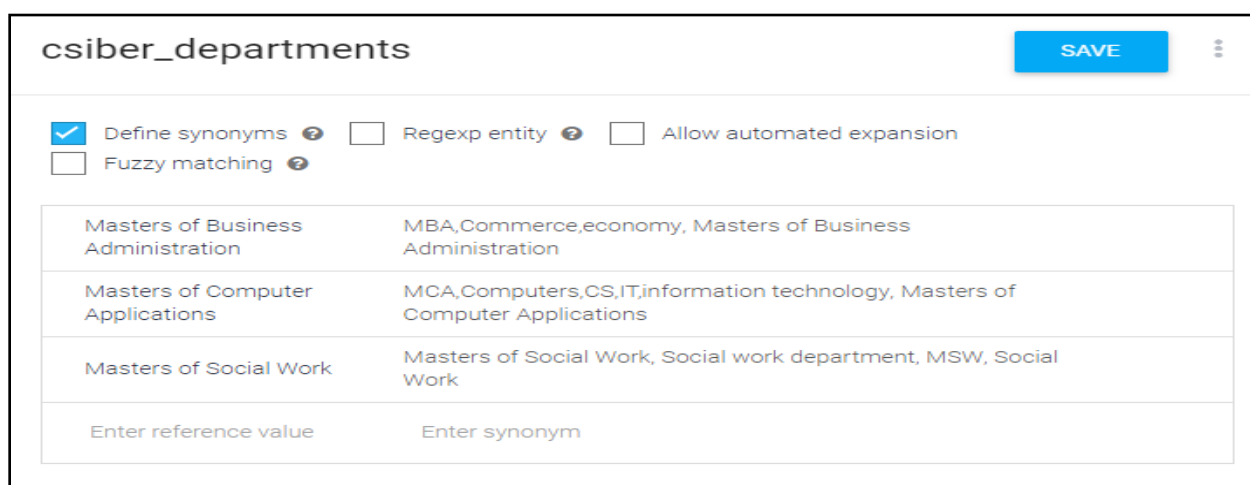 csiber_departments
SAVE
Define synonyms
Regexp entity
Allow automated expansion
Fuzzy matching
Masters of Business
Administration
MBA,Commerce,economy, Masters of Business
Administration
Masters of Computer
Applications
MCA,Computers,CS,IT,information technology, Masters of
Computer Applications
Masters of Social Work
Masters of Social Work, Social work department, MSW, Social
Work
Enter reference value
Enter synonym